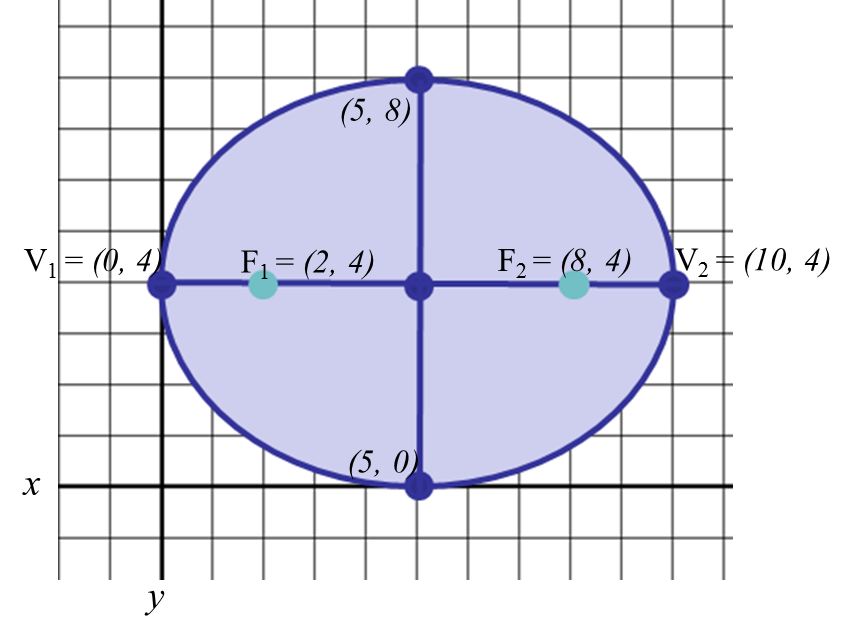 (5, 8)
V₁ = (0, 4)
F₁ = (2, 4)
F₂ = (8, 4)
V₂ = (10, 4)
(5, 0)
x
y